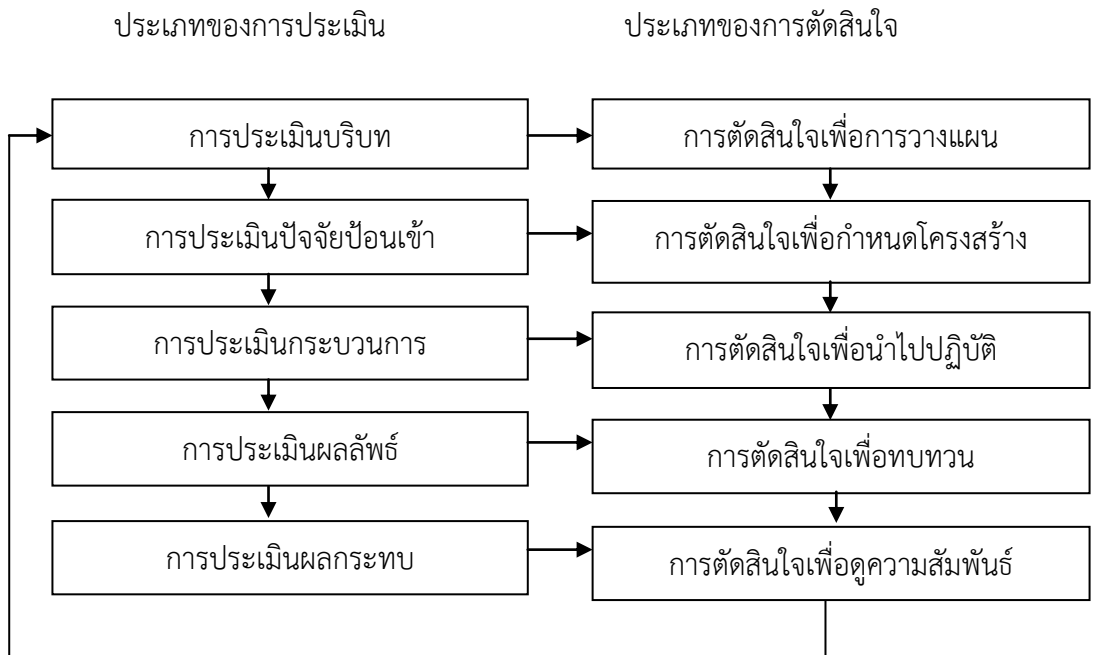 ประเภทของการประเมิน ประเภทของการตัดสินใจ
การประเมินบริบท การตัดสินใจเพื่อการวางแผน
การประเมินปัจจัยป้อนเข้า การตัดสินใจเพื่อกำหนดโครงสร้าง
การประเมินกระบวนการ การตัดสินใจเพื่อนำไปปฏิบัติ
การประเมินผลลัพธ์ การตัดสินใจเพื่อทบทวน
การประเมินผลกระทบ การตัดสินใจเพื่อดูความสัมพันธ์